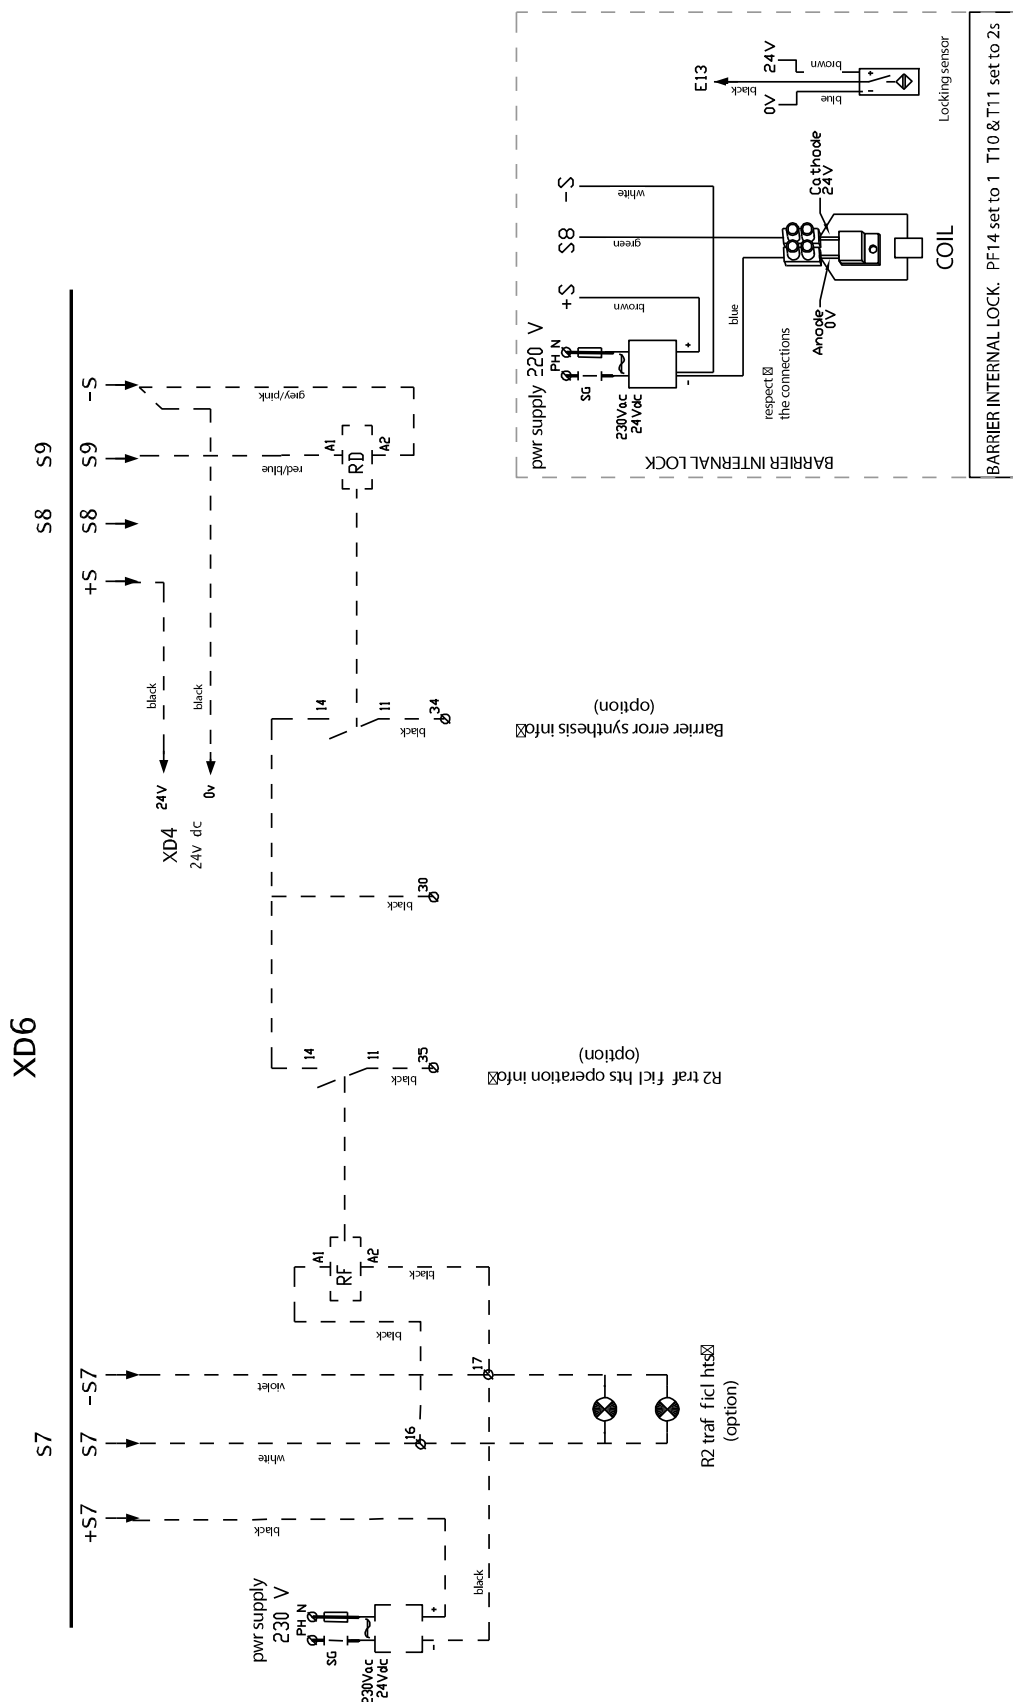 XD6
S7
S8
S9
+S7
S7
-S7
+S
S8
S9
-S
black
white
violet
pwr supply
230 V
PH N
SG
230Vac
24Vdc
+
-
black
16
17
black
black
A1
RF
A2
R2 traf ficl hts
(option)
14
11
35
black
R2 traf ficl hts operation info
(option)
30
black
14
11
34
black
Barrier error synthesis info
(option)
XD4
24V dc
24V
0v
black
black
red/blue
grey/pink
A1
RD
A2
BARRIER INTERNAL LOCK
pwr supply 220 V
PH N
SG
230Vac
24Vdc
+
-
+S
S8
-S
brown
green
white
blue
respect
the connections
Anode
0V
Cathode
24V
COIL
E13
0V
24V
black
blue
brown
+
-
Locking sensor
BARRIER INTERNAL LOCK. PF14 set to 1 T10 & T11 set to 2s